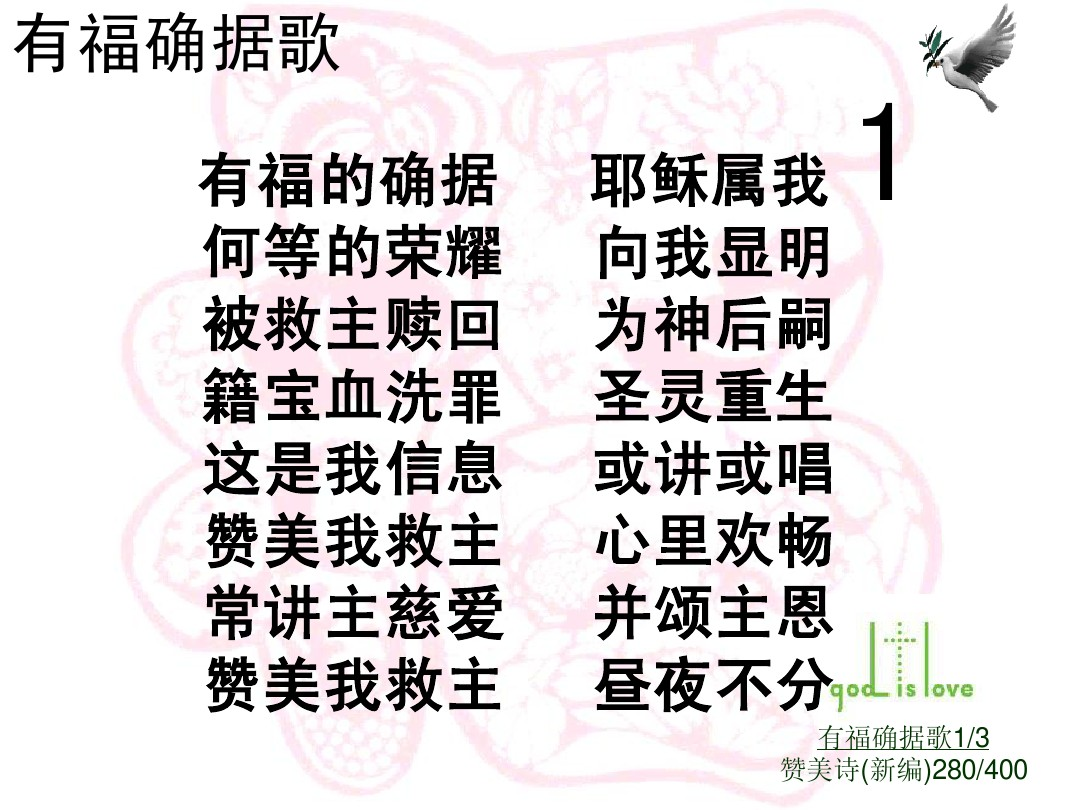 有福确据歌
1
有福的确据 耶稣属我
何等的荣耀 向我显明
被救主赎回 为神后嗣
籍宝血洗罪 圣灵重生
这是我信息 或讲或唱
赞美我救主 心里欢畅
常讲主慈爱 并颂主恩
赞美我救主 昼夜不分
god is love
有福确据歌1/3
赞美诗(新编)280/400